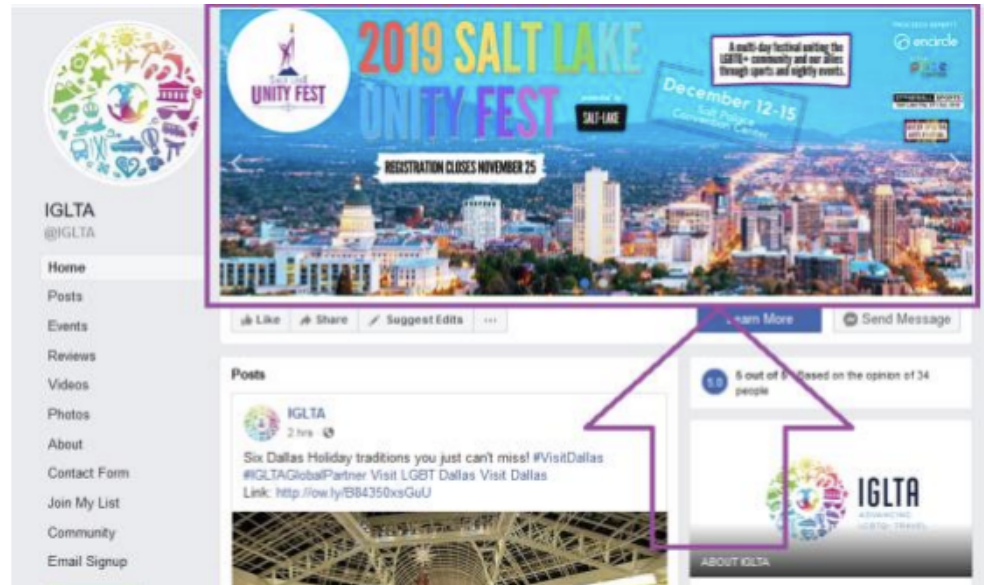 SALT LAKE
UNITY FEST
2019 SALT LAKE
UNITY FEST
presented by
SALT-LAKE
REGISTRATION CLOSES NOVEMBER 25
A multi-day festival uniting the
LGBTQ+ community and our allies
through sports and nightly events.
December 12-15
Salt Palace
Convention Center
PROCEEDS BENEFIT:
encircle
IGLTA
@IGLTA
Home
Posts
Events
Reviews
Videos
Photos
About
Contact Form
Join My List
Community
Email Signup
Like Share Suggest Edits ...
Learn More Send Message
Posts
IGLTA
2 hrs
Six Dallas Holiday traditions you just can't miss! #VisitDallas
#IGLTAGlobalPartner Visit LGBT Dallas Visit Dallas
Link: http://ow.ly/B84350xsGuU
5.0
5 out of 5 Based on the opinion of 34
people
IGLTA
ADVANCING
LGBTQ+ TRAVEL
ABOUT IGLTA